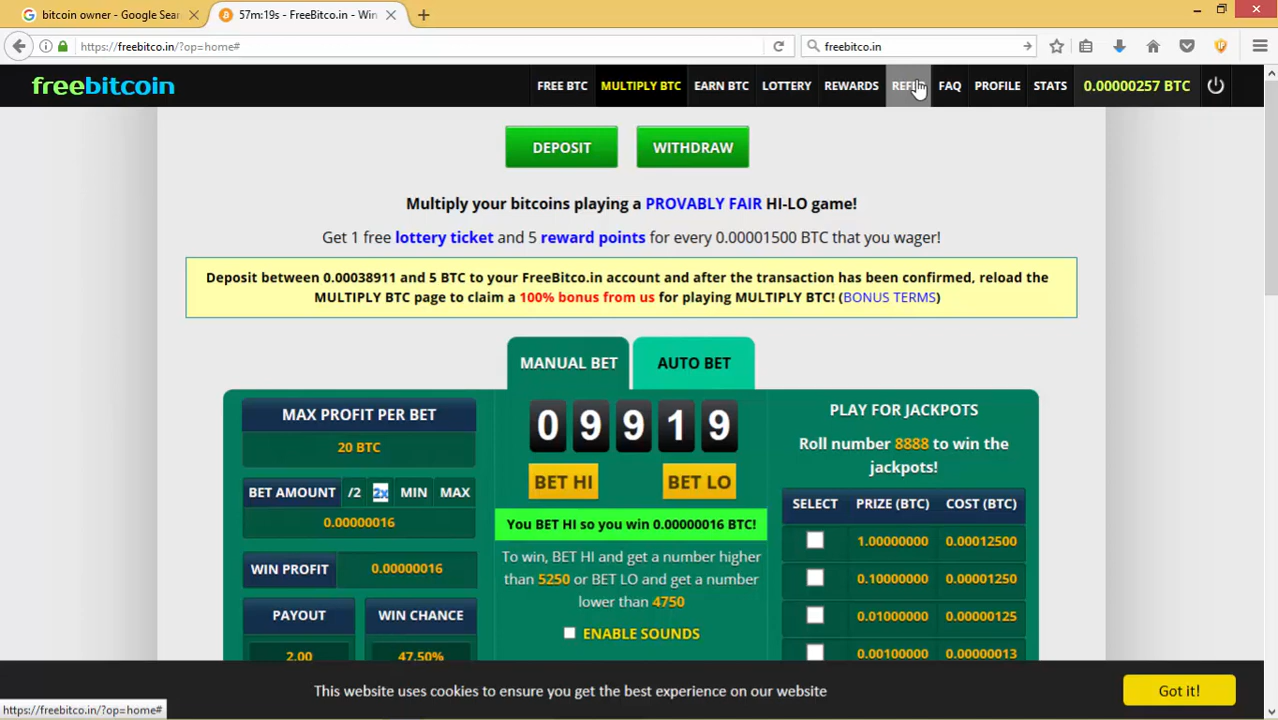 bitcoin owner - Google Sear
57m:19s - FreeBitco.in - Win
https://freebitco.in/?op=home#
freebitco.in
freebitcoin
FREE BTC MULTIPLY BTC EARN BTC LOTTERY REWARDS FAQ PROFILE STATS 0.00000257 BTC
DEPOSIT WITHDRAW
Multiply your bitcoins playing a PROVABLY FAIR HI-LO game!
Get 1 free lottery ticket and 5 reward points for every 0.00001500 BTC that you wager!
Deposit between 0.00038911 and 5 BTC to your FreeBitco.in account and after the transaction has been confirmed, reload the
MULTIPLY BTC page to claim a 100% bonus from us for playing MULTIPLY BTC! (BONUS TERMS)
MANUAL BET AUTO BET
MAX PROFIT PER BET
20 BTC
BET AMOUNT /2 2x MIN MAX
0.00000016
WIN PROFIT 0.00000016
PAYOUT WIN CHANCE
2.00 47.50%
09919
BET HI BET LO
You BET HI so you win 0.00000016 BTC!
To win, BET HI and get a number higher
than 5250 or BET LO and get a number
lower than 4750
ENABLE SOUNDS
PLAY FOR JACKPOTS
Roll number 8888 to win the
jackpots!
SELECT PRIZE (BTC) COST (BTC)
1.00000000 0.00012500
0.10000000 0.00001250
0.01000000 0.00000125
0.00100000 0.00000013
This website uses cookies to ensure you get the best experience on our website
Got it!
https://freebitco.in/?op=home#